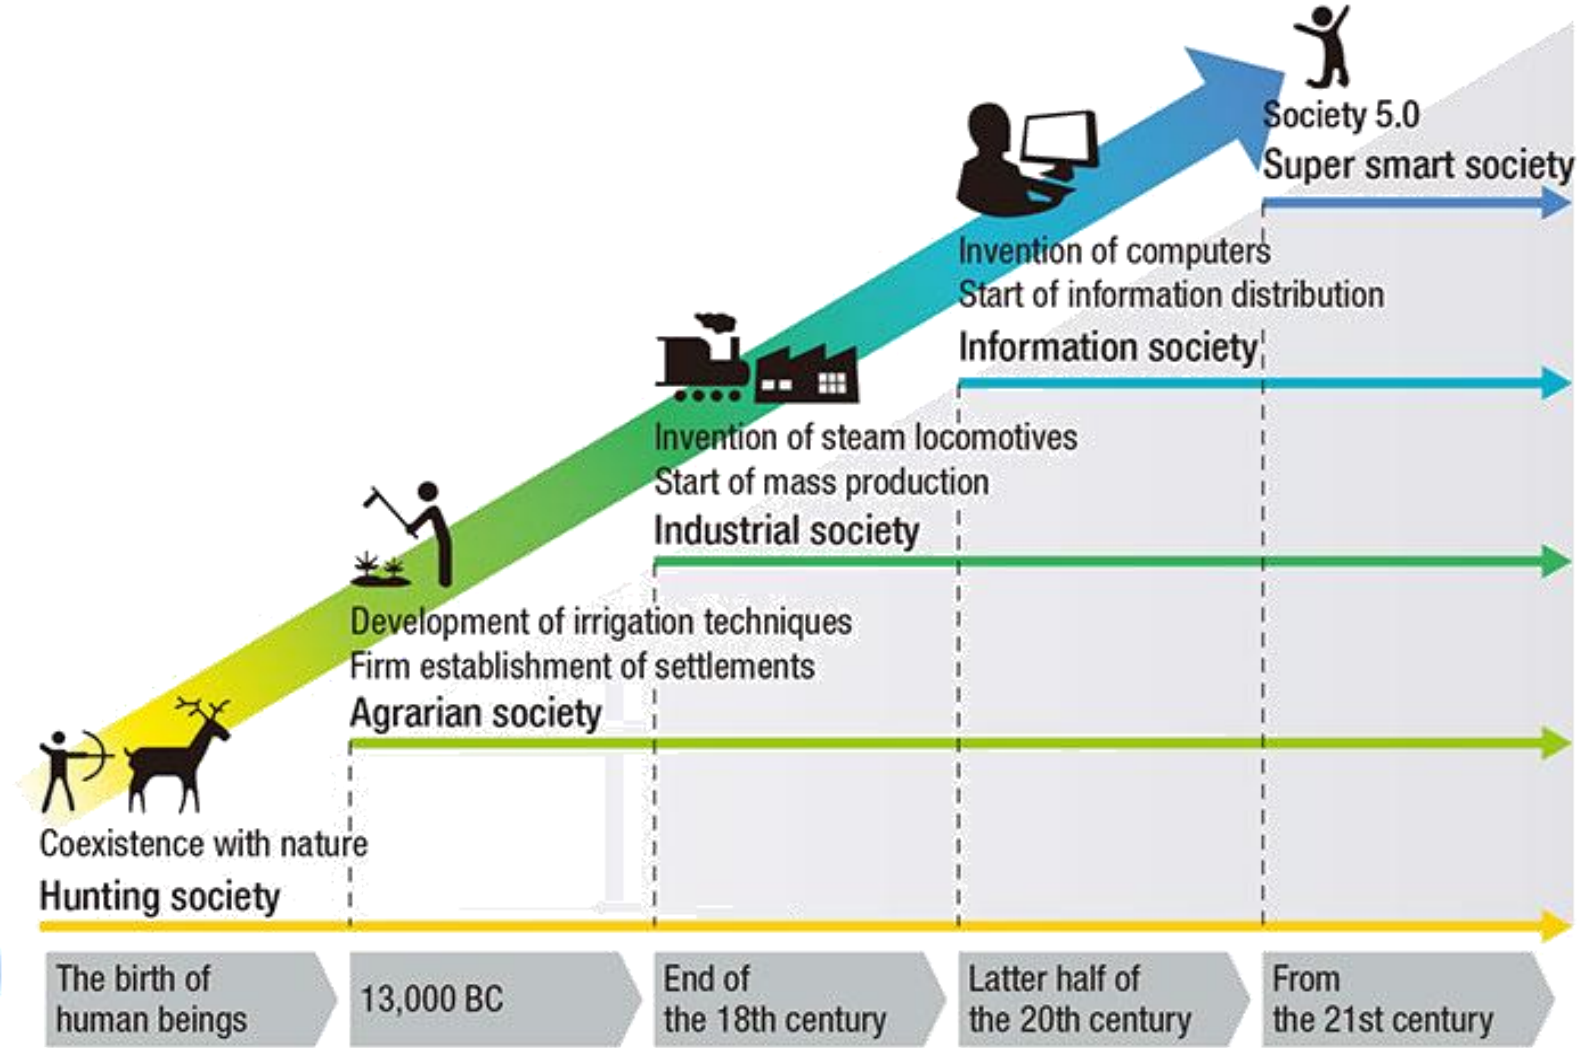 Society 5.0
Super smart society
Invention of computers
Start of information distribution
Information society
Invention of steam locomotives
Start of mass production
Industrial society
Development of irrigation techniques
Firm establishment of settlements
Agrarian society
Coexistence with nature
Hunting society
The birth of
human beings
13,000 BC
End of
the 18th century
Latter half of
the 20th century
From
the 21st century